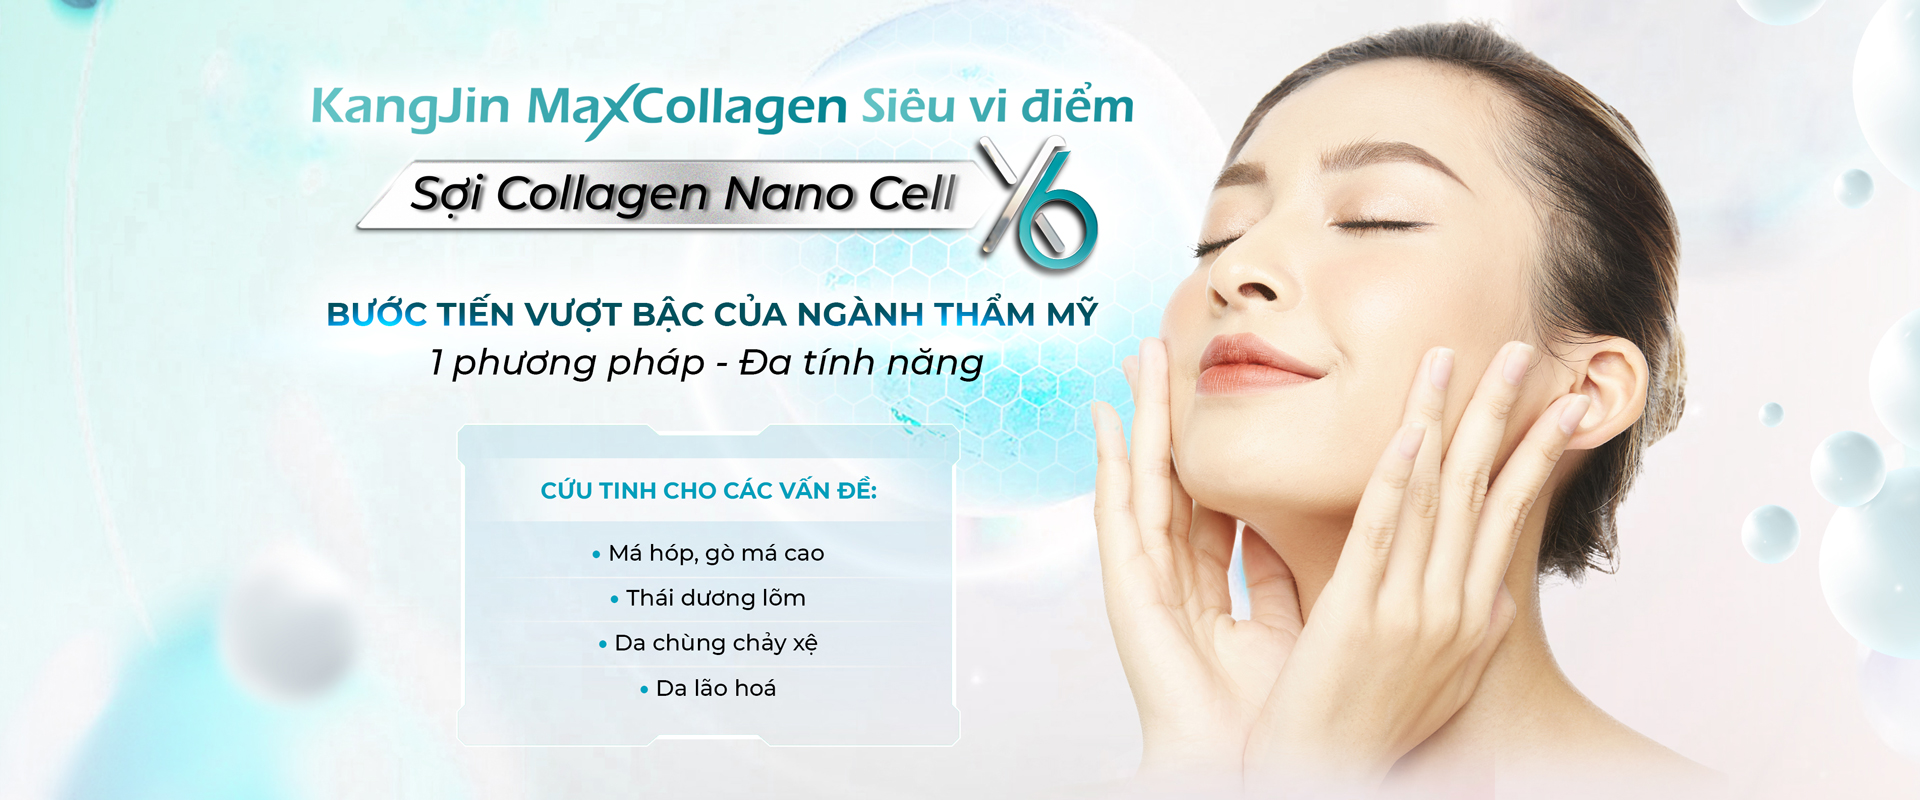 KangJin MaxCollagen Siêu vi điểm
Sợi Collagen Nano Cell X6
BƯỚC TIẾN VƯỢT BẬC CỦA NGÀNH THẨM MỸ
1 phương pháp - Đa tính năng
CỨU TINH CHO CÁC VẤN ĐỀ:
• Má hóp, gò má cao
• Thái dương lõm
• Da chùng chảy xệ
• Da lão hoá